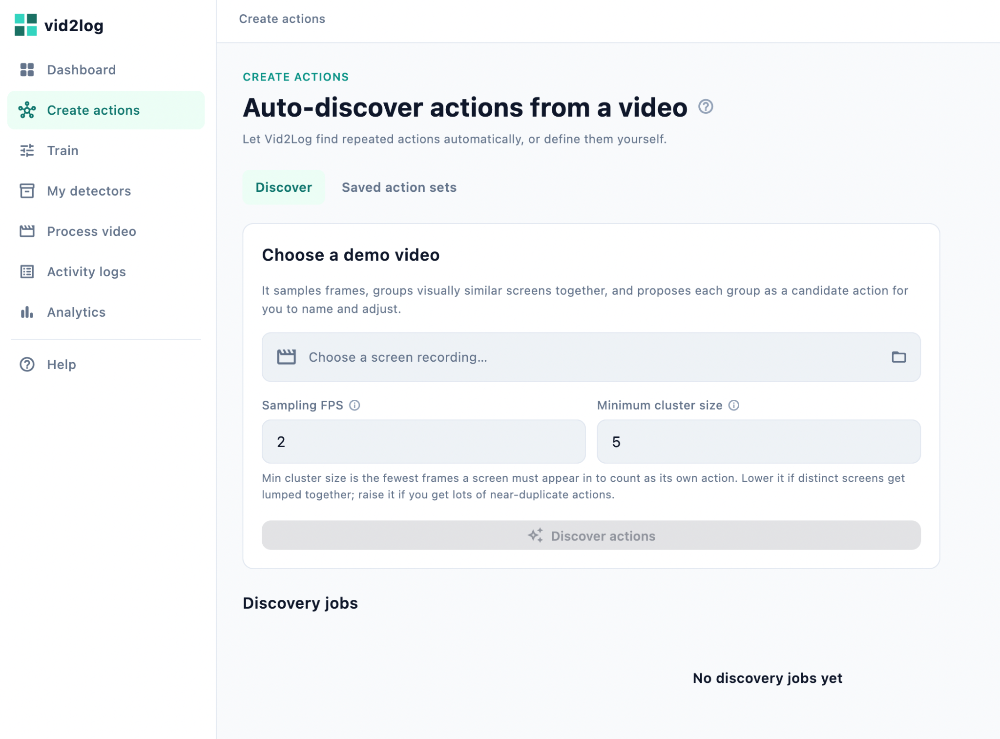 vid2log
Dashboard
Create actions
Train
My detectors
Process video
Activity logs
Analytics
Help
Create actions
CREATE ACTIONS
Auto-discover actions from a video
Let Vid2Log find repeated actions automatically, or define them yourself.
Discover
Saved action sets
Choose a demo video
It samples frames, groups visually similar screens together, and proposes each group as a candidate action for
you to name and adjust.
Choose a screen recording...
Sampling FPS
Minimum cluster size
2
5
Min cluster size is the fewest frames a screen must appear in to count as its own action. Lower it if distinct screens get
lumped together; raise it if you get lots of near-duplicate actions.
Discover actions
Discovery jobs
No discovery jobs yet